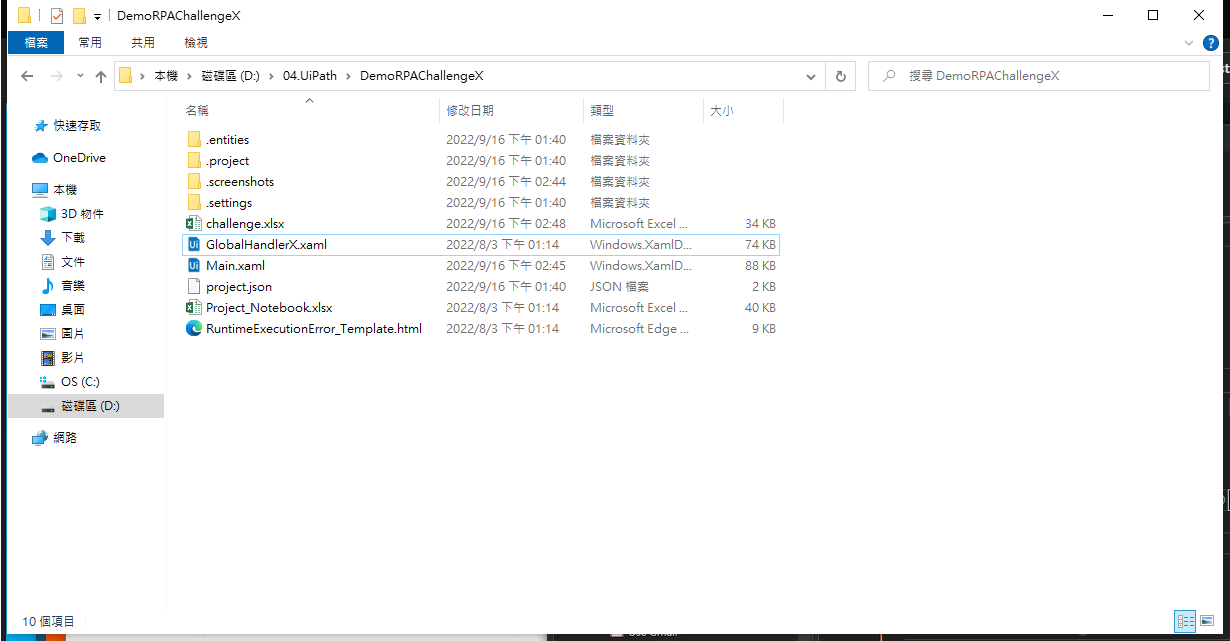 DemoRPAChallengeX
檔案 常用 共用 檢視
本機 › 磁碟區 (D:) › 04.UiPath › DemoRPAChallengeX
搜尋 DemoRPAChallengeX
名稱 修改日期 類型 大小
快速存取
OneDrive
本機
3D 物件
下載
文件
音樂
桌面
圖片
影片
OS (C:)
磁碟區 (D:)
網路
.entities 2022/9/16 下午 01:40 檔案資料夾
.project 2022/9/16 下午 01:40 檔案資料夾
.screenshots 2022/9/16 下午 02:44 檔案資料夾
.settings 2022/9/16 下午 01:40 檔案資料夾
challenge.xlsx 2022/9/16 下午 02:48 Microsoft Excel ... 34 KB
GlobalHandlerX.xaml 2022/8/3 下午 01:14 Windows.XamlD... 74 KB
Main.xaml 2022/9/16 下午 02:45 Windows.XamlD... 88 KB
project.json 2022/9/16 下午 01:40 JSON 檔案 2 KB
Project_Notebook.xlsx 2022/8/3 下午 01:14 Microsoft Excel ... 40 KB
RuntimeExecutionError_Template.html 2022/8/3 下午 01:14 Microsoft Edge ... 9 KB
10 個項目